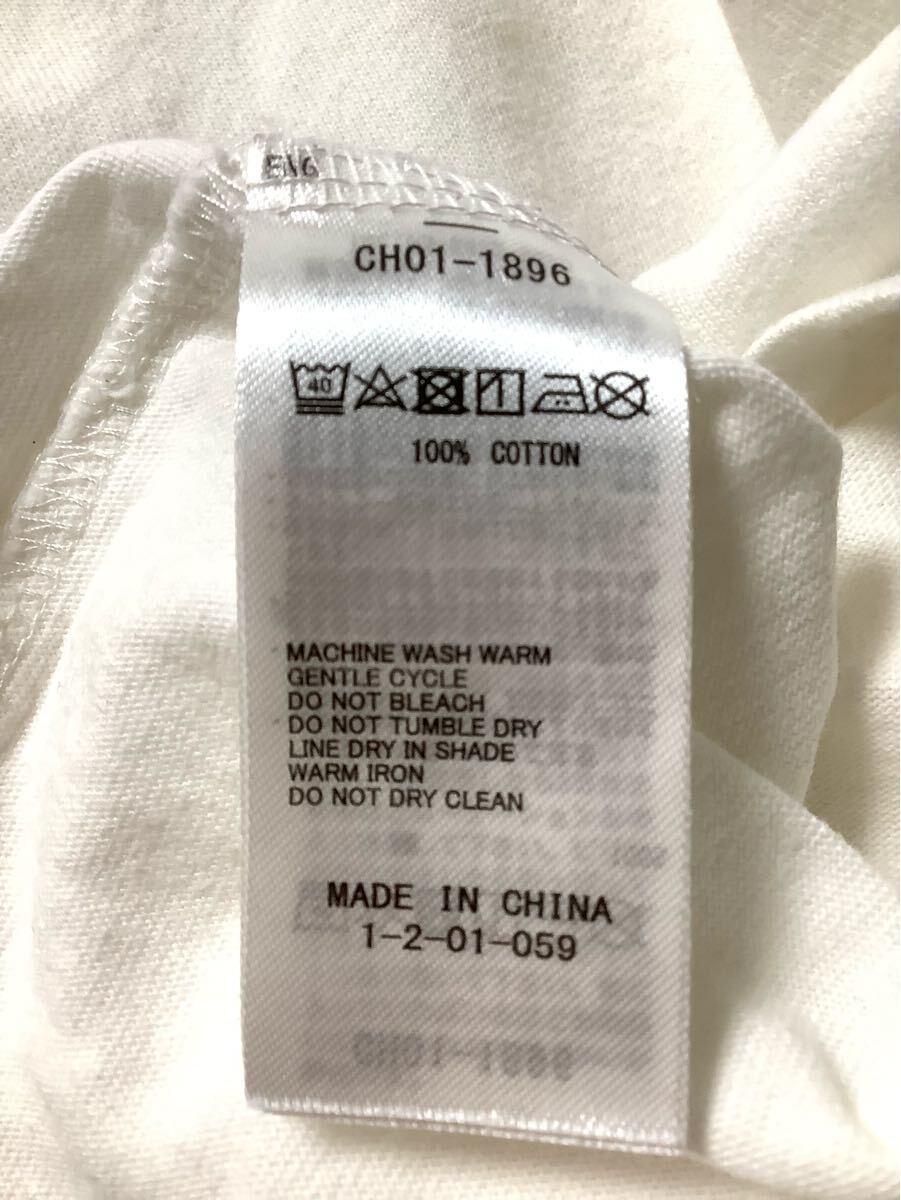 CH01-1896
40
100% COTTON
MACHINE WASH WARM
GENTLE CYCLE
DO NOT BLEACH
DO NOT TUMBLE DRY
LINE DRY IN SHADE
WARM IRON
DO NOT DRY CLEAN
MADE IN CHINA
1-2-01-059